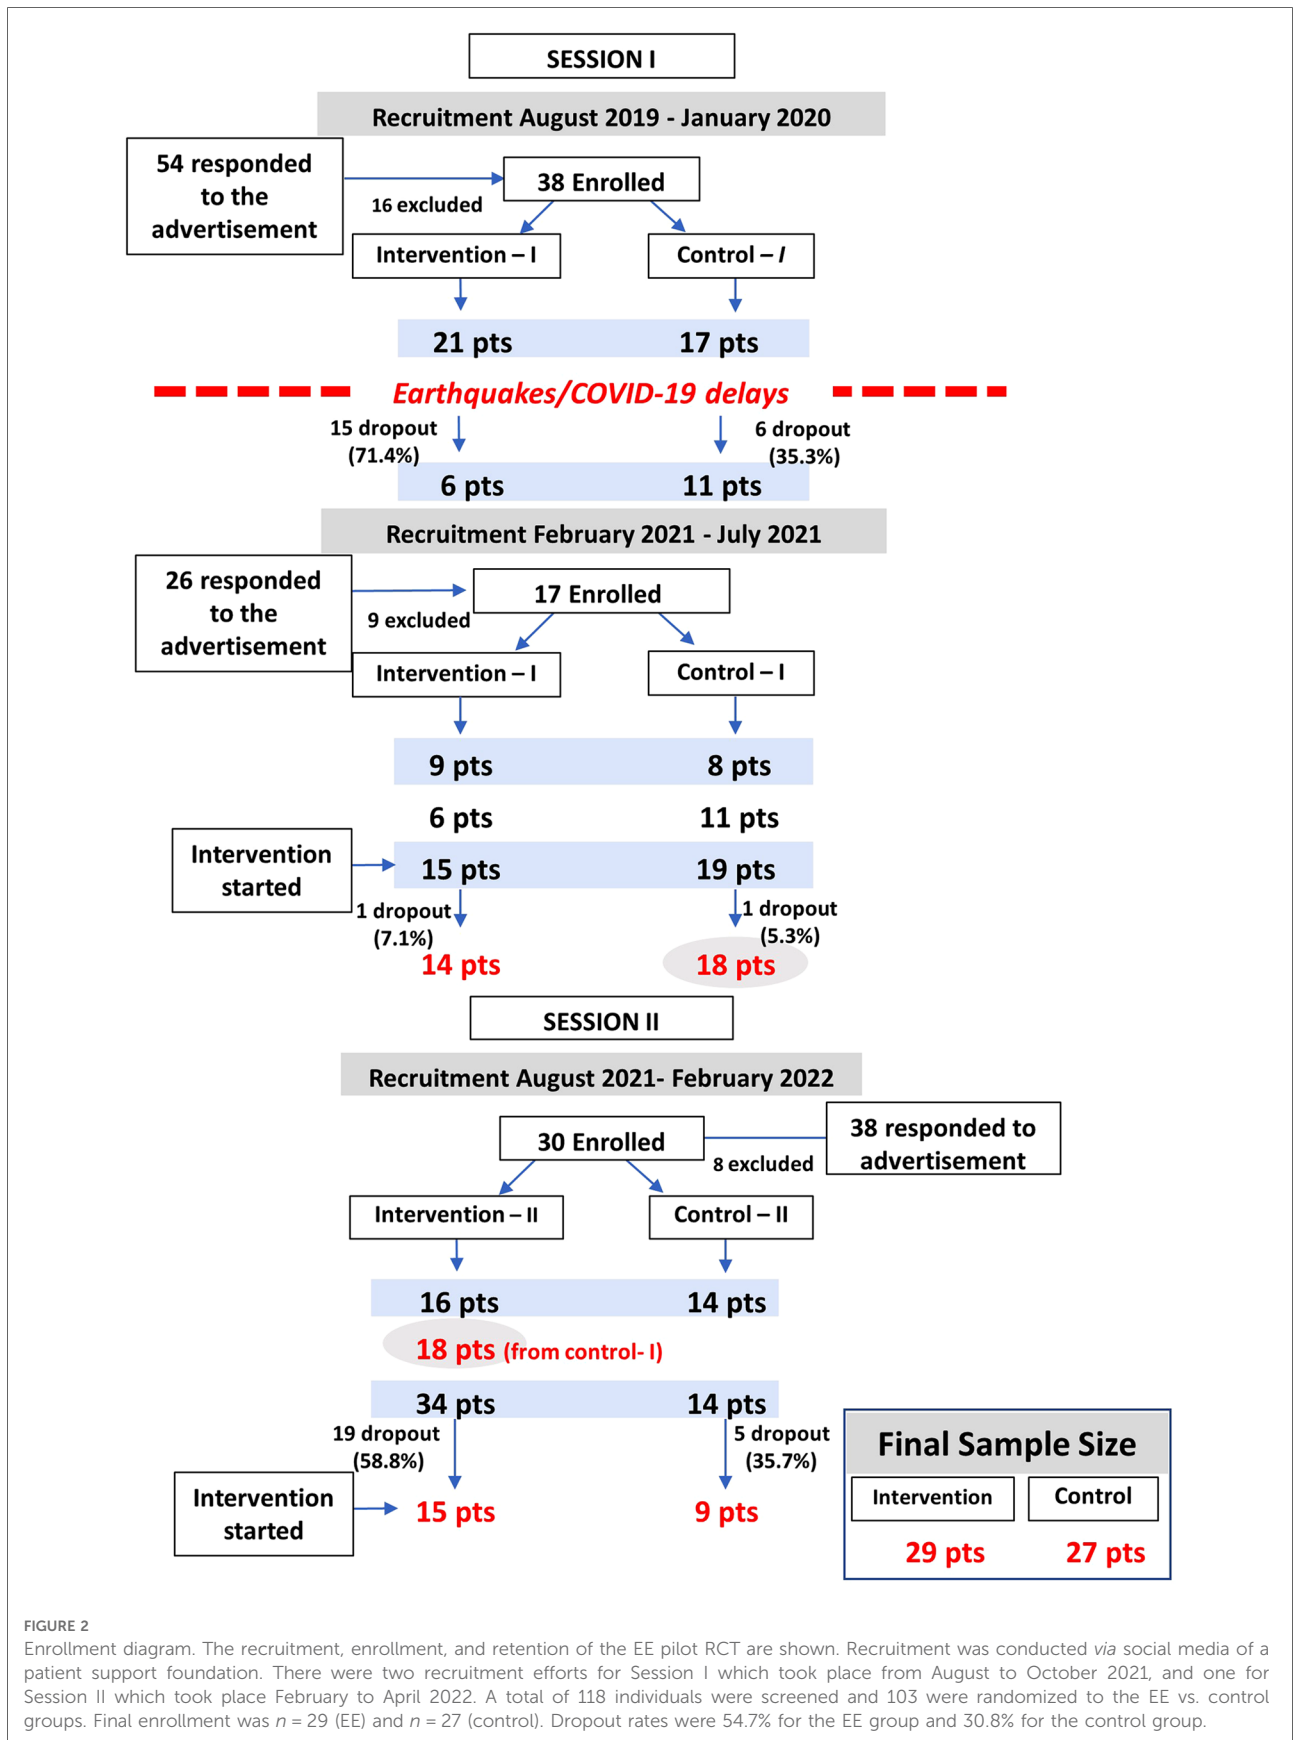 SESSION I
Recruitment August 2019 - January 2020
54 responded
to the
advertisement
38 Enrolled
16 excluded
Intervention – I
Control – I
21 pts
17 pts
Earthquakes/COVID-19 delays
15 dropout
(71.4%)
6 dropout
(35.3%)
6 pts
11 pts
Recruitment February 2021 - July 2021
26 responded
to the
advertisement
17 Enrolled
9 excluded
Intervention – I
Control – I
9 pts
8 pts
6 pts
11 pts
Intervention
started
15 pts
19 pts
1 dropout
(7.1%)
1 dropout
(5.3%)
14 pts
18 pts
SESSION II
Recruitment August 2021- February 2022
30 Enrolled
38 responded to
advertisement
8 excluded
Intervention – II
Control – II
16 pts
14 pts
18 pts (from control- I)
34 pts
14 pts
19 dropout
(58.8%)
5 dropout
(35.7%)
Intervention
started
15 pts
9 pts
Final Sample Size
Intervention
Control
29 pts
27 pts
FIGURE 2
Enrollment diagram. The recruitment, enrollment, and retention of the EE pilot RCT are shown. Recruitment was conducted via social media of a
patient support foundation. There were two recruitment efforts for Session I which took place from August to October 2021, and one for
Session II which took place February to April 2022. A total of 118 individuals were screened and 103 were randomized to the EE vs. control
groups. Final enrollment was n = 29 (EE) and n = 27 (control). Dropout rates were 54.7% for the EE group and 30.8% for the control group.